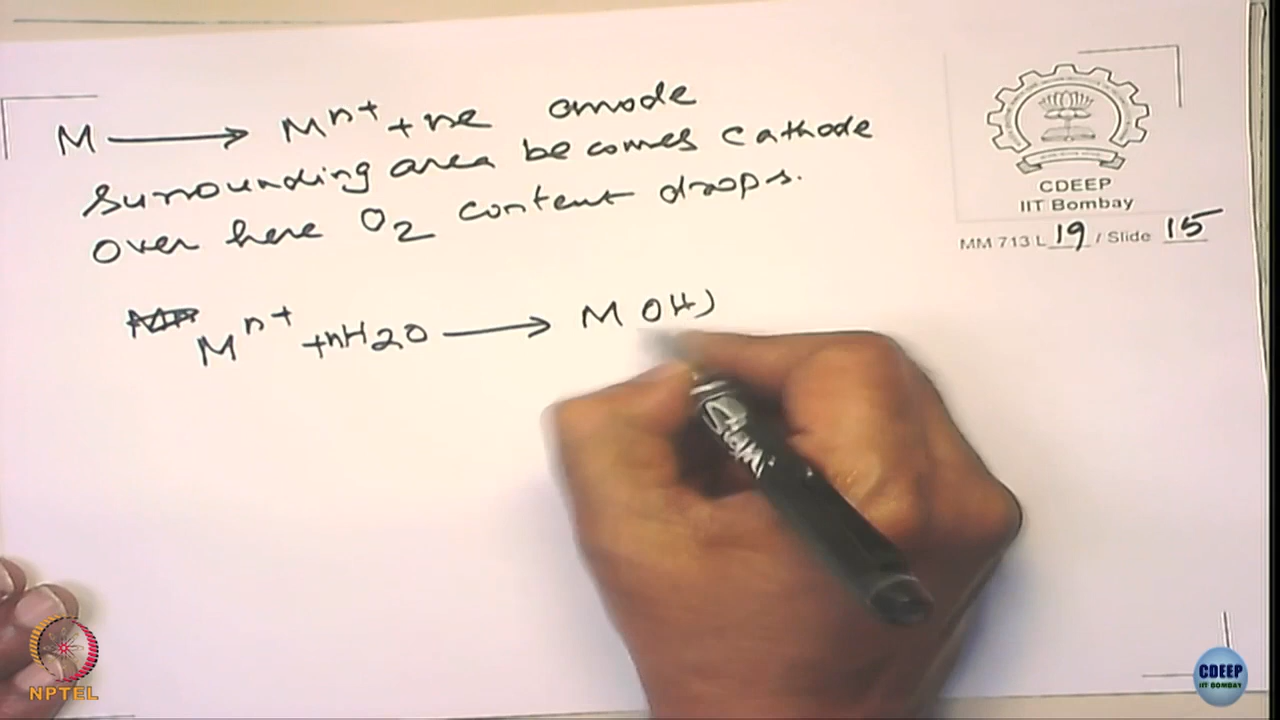 M ⟶ Mⁿ⁺ + ne anode
Surrounding area becomes cathode
over here O₂ content drops.
Mⁿ⁺ + nH₂O ⟶ M OH)
CDEEP
IIT Bombay
MM 713 L 19 / Slide 15
NPTEL
CDEEP
IIT BOMBAY